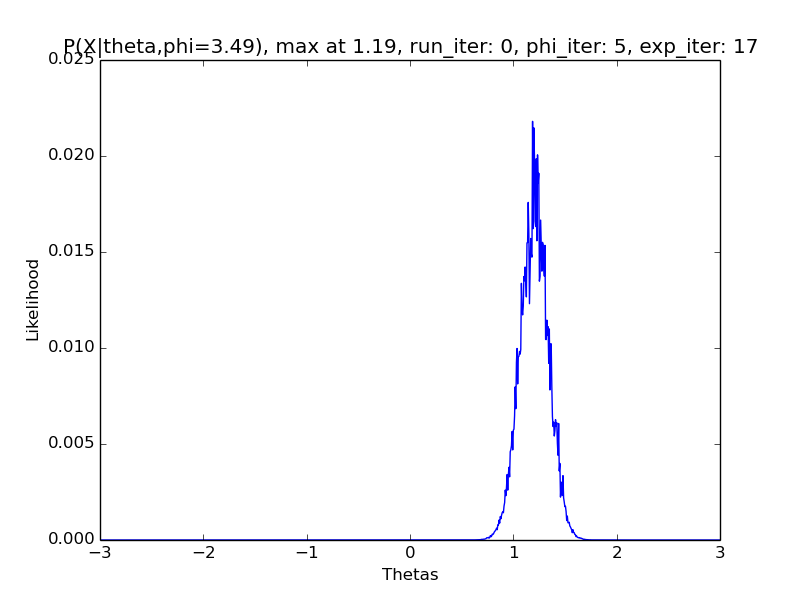 P(X|theta,phi=3.49), max at 1.19, run_iter: 0, phi_iter: 5, exp_iter: 17
0.025
0.020
0.015
0.010
0.005
0.000
Likelihood
−3 −2 −1 0 1 2 3
Thetas